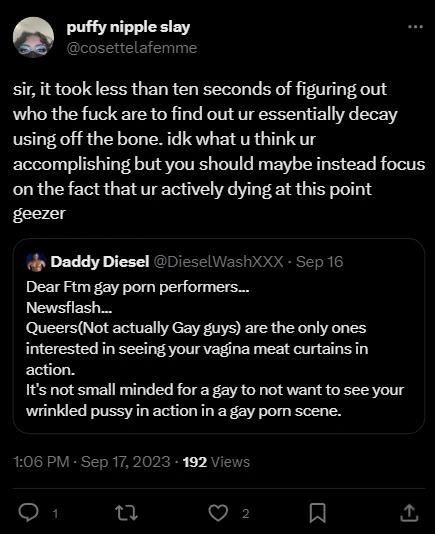 puffy nipple slay
@cosettelafemme
sir, it took less than ten seconds of figuring out
who the fuck are to find out ur essentially decay
using off the bone. idk what u think ur
accomplishing but you should maybe instead focus
on the fact that ur actively dying at this point
geezer
Daddy Diesel @DieselWashXXX · Sep 16
Dear Ftm gay porn performers...
Newsflash...
Queers(Not actually Gay guys) are the only ones
interested in seeing your vagina meat curtains in
action.
It's not small minded for a gay to not want to see your
wrinkled pussy in action in a gay porn scene.
1:06 PM · Sep 17, 2023 · 192 Views
1 2